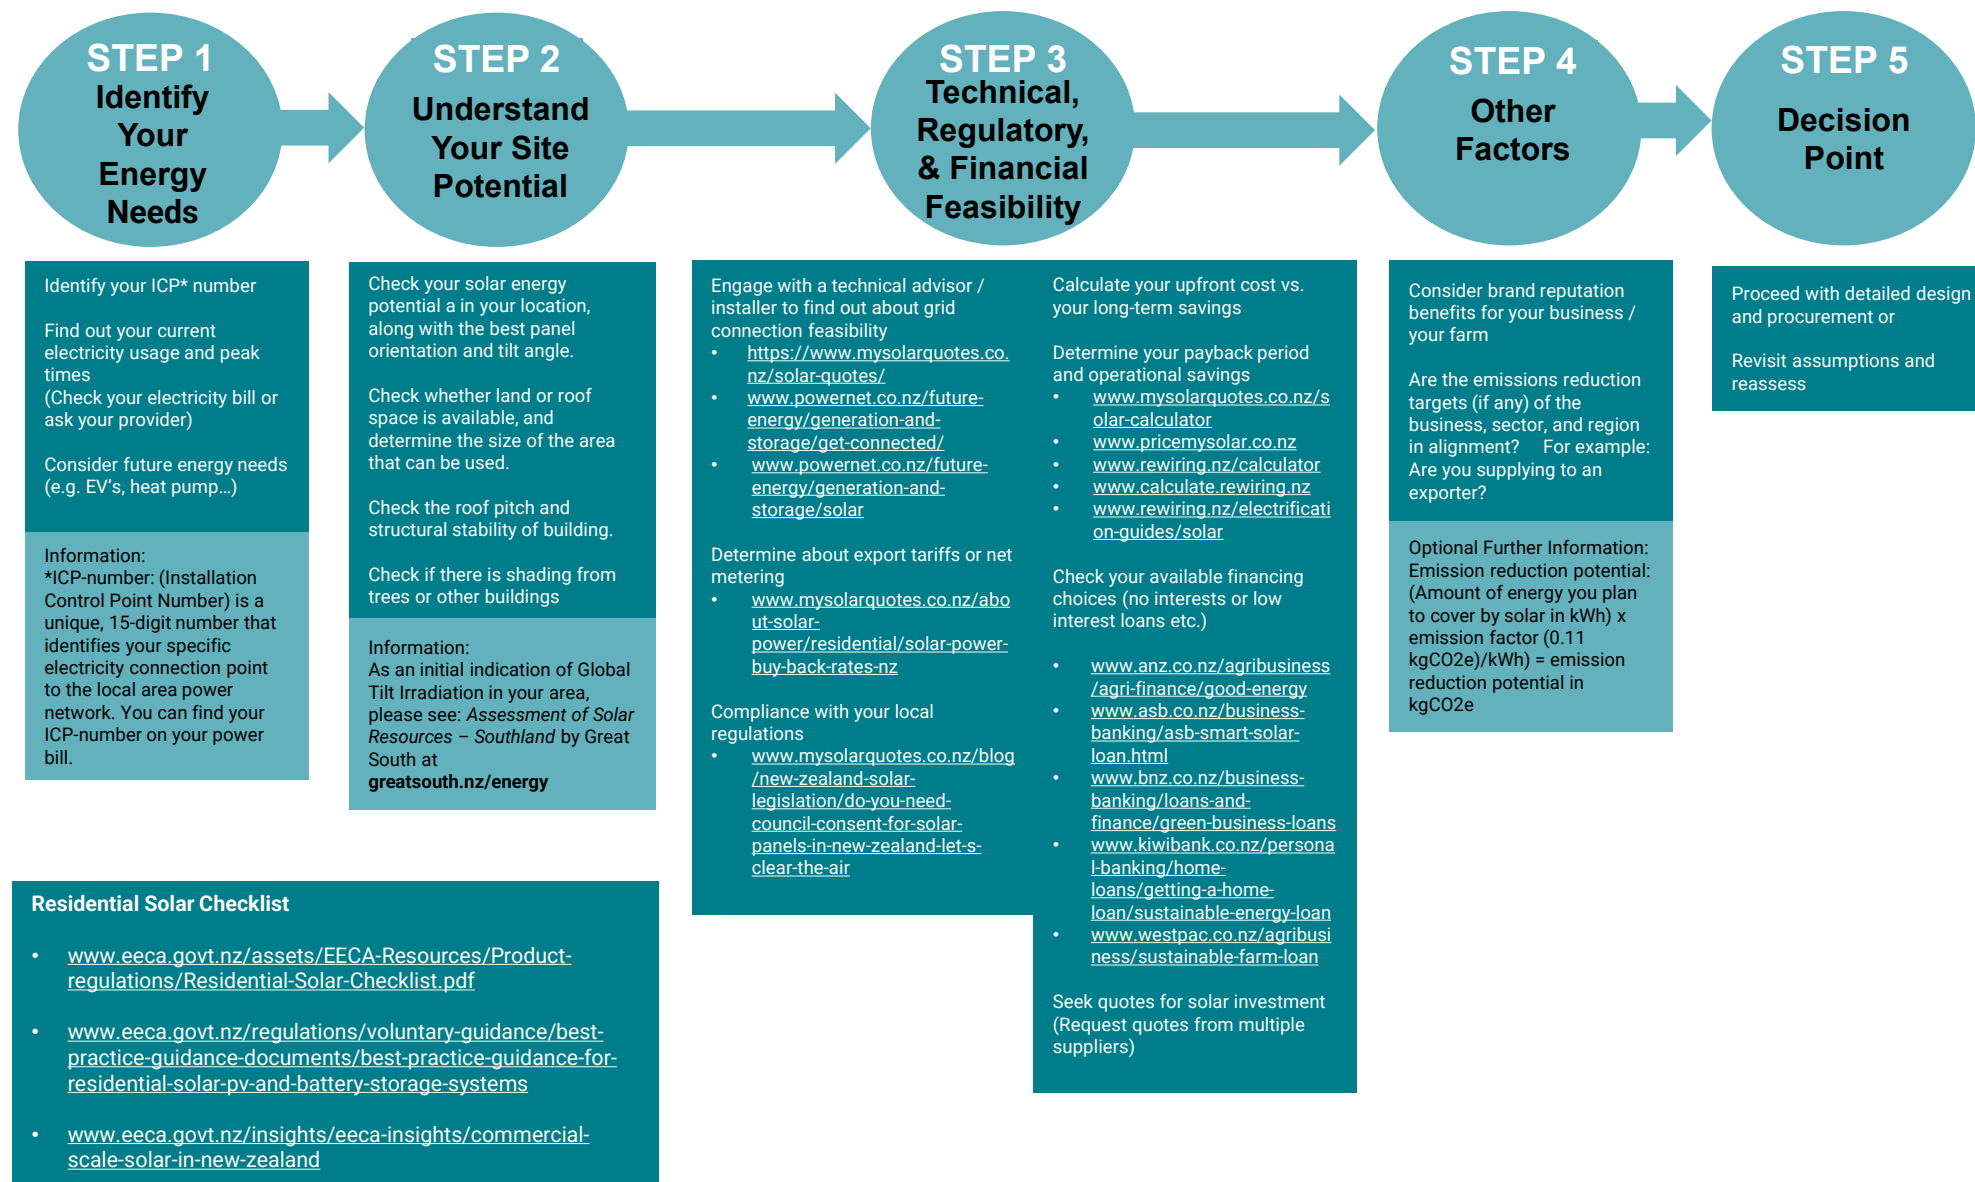 STEP 1
Identify
Your
Energy
Needs
STEP 2
Understand
Your Site
Potential
STEP 3
Technical,
Regulatory,
& Financial
Feasibility
STEP 4
Other
Factors
STEP 5
Decision
Point
Identify your ICP* number
Find out your current
electricity usage and peak
times
(Check your electricity bill or
ask your provider)
Consider future energy needs
(e.g. EV's, heat pump…)
Information:
*ICP-number: (Installation
Control Point Number) is a
unique, 15-digit number that
identifies your specific
electricity connection point
to the local area power
network. You can find your
ICP-number on your power
bill.
Check your solar energy
potential a in your location,
along with the best panel
orientation and tilt angle.
Check whether land or roof
space is available, and
determine the size of the area
that can be used.
Check the roof pitch and
structural stability of building.
Check if there is shading from
trees or other buildings
Information:
As an initial indication of Global
Tilt Irradiation in your area,
please see: Assessment of Solar
Resources – Southland by Great
South at
greatsouth.nz/energy
Engage with a technical advisor /
installer to find out about grid
connection feasibility
• https://www.mysolarquotes.co.
nz/solar-quotes/
• www.powernet.co.nz/future-
energy/generation-and-
storage/get-connected/
• www.powernet.co.nz/future-
energy/generation-and-
storage/solar
Determine about export tariffs or net
metering
• www.mysolarquotes.co.nz/abo
ut-solar-
power/residential/solar-power-
buy-back-rates-nz
Compliance with your local
regulations
• www.mysolarquotes.co.nz/blog
/new-zealand-solar-
legislation/do-you-need-
council-consent-for-solar-
panels-in-new-zealand-let-s-
clear-the-air
Calculate your upfront cost vs.
your long-term savings
Determine your payback period
and operational savings
• www.mysolarquotes.co.nz/s
olar-calculator
• www.pricemysolar.co.nz
• www.rewiring.nz/calculator
• www.calculate.rewiring.nz
• www.rewiring.nz/electrificati
on-guides/solar
Check your available financing
choices (no interests or low
interest loans etc.)
• www.anz.co.nz/agribusiness
/agri-finance/good-energy
• www.asb.co.nz/business-
banking/asb-smart-solar-
loan.html
• www.bnz.co.nz/business-
banking/loans-and-
finance/green-business-loans
• www.kiwibank.co.nz/persona
l-banking/home-
loans/getting-a-home-
loan/sustainable-energy-loan
• www.westpac.co.nz/agribusi
ness/sustainable-farm-loan
Seek quotes for solar investment
(Request quotes from multiple
suppliers)
Consider brand reputation
benefits for your business /
your farm
Are the emissions reduction
targets (if any) of the
business, sector, and region
in alignment? For example:
Are you supplying to an
exporter?
Optional Further Information:
Emission reduction potential:
(Amount of energy you plan
to cover by solar in kWh) x
emission factor (0.11
kgCO2e)/kWh) = emission
reduction potential in
kgCO2e
Proceed with detailed design
and procurement or
Revisit assumptions and
reassess
Residential Solar Checklist
• www.eeca.govt.nz/assets/EECA-Resources/Product-
regulations/Residential-Solar-Checklist.pdf
• www.eeca.govt.nz/regulations/voluntary-guidance/best-
practice-guidance-documents/best-practice-guidance-for-
residential-solar-pv-and-battery-storage-systems
• www.eeca.govt.nz/insights/eeca-insights/commercial-
scale-solar-in-new-zealand